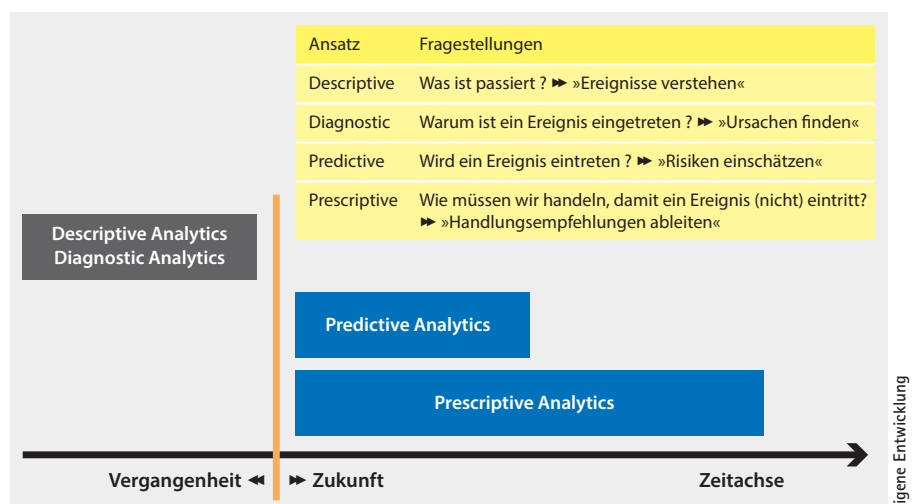 Ansatz Fragestellungen
Descriptive Was ist passiert ? ►► »Ereignisse verstehen«
Diagnostic Warum ist ein Ereignis eingetreten ? ►► »Ursachen finden«
Predictive Wird ein Ereignis eintreten ? ►► »Risiken einschätzen«
Prescriptive Wie müssen wir handeln, damit ein Ereignis (nicht) eintritt?
►► »Handlungsempfehlungen ableiten«
Descriptive Analytics
Diagnostic Analytics
Predictive Analytics
Prescriptive Analytics
Vergangenheit ◄◄ ►► Zukunft Zeitachse
igene Entwicklung